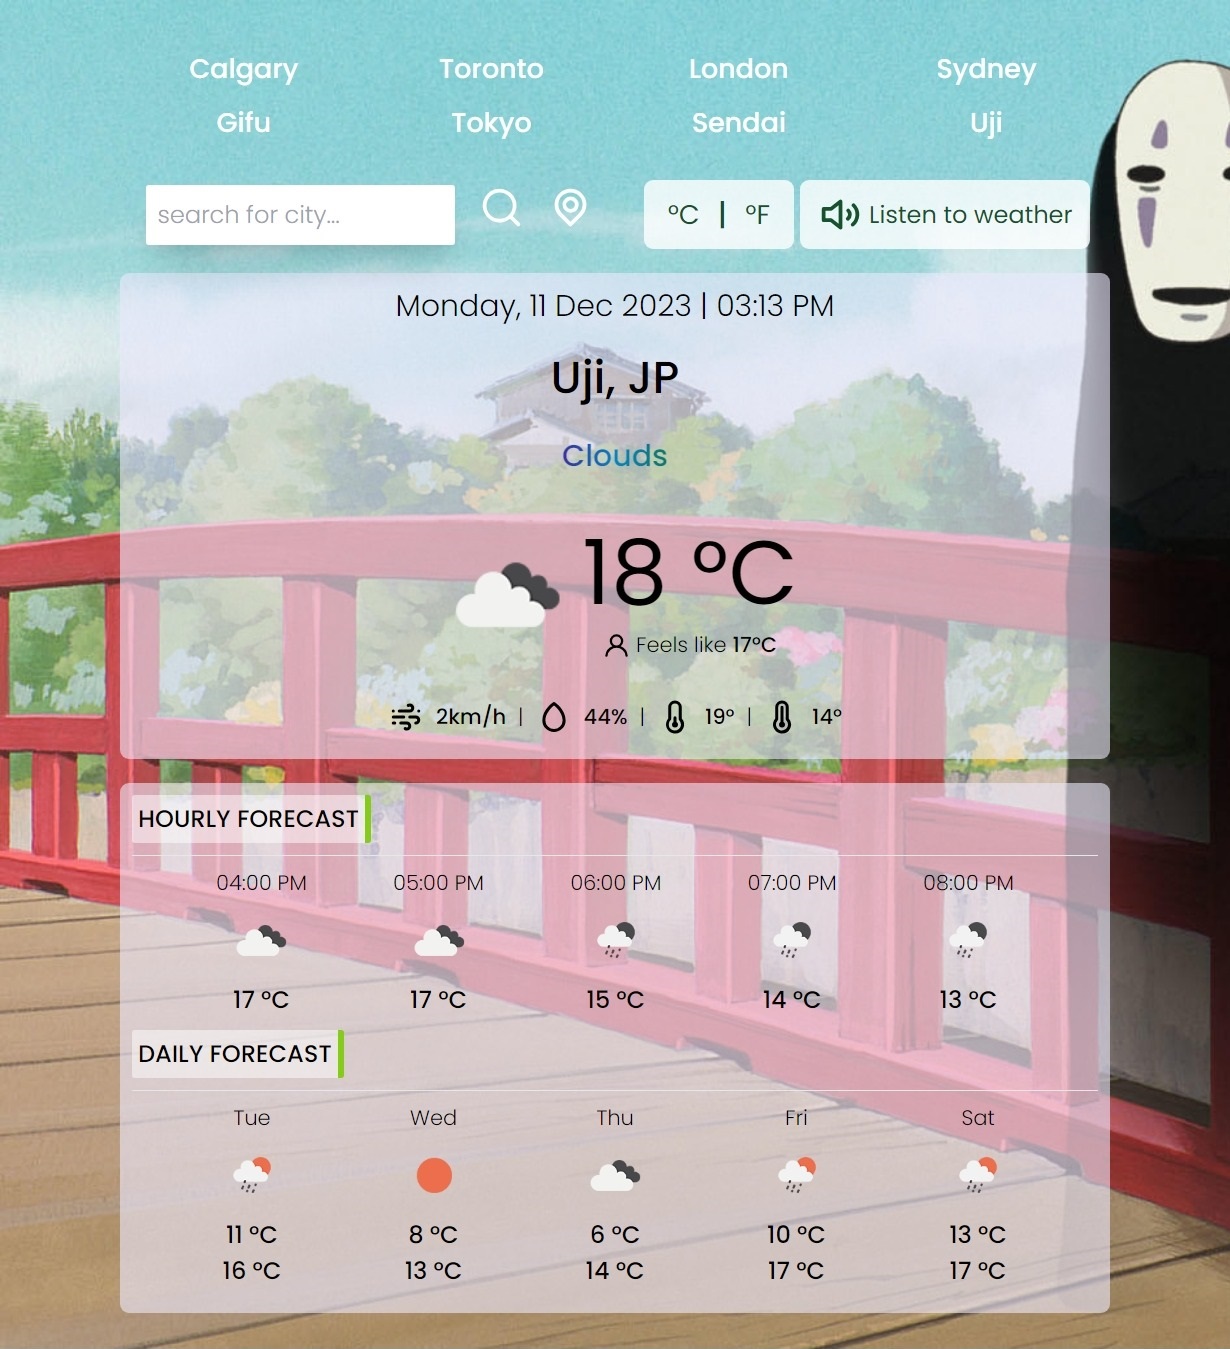 Calgary Toronto London Sydney
Gifu Tokyo Sendai Uji
search for city... °C | °F Listen to weather
Monday, 11 Dec 2023 | 03:13 PM
Uji, JP
Clouds
18 °C
Feels like 17°C
2km/h | 44% | 19° | 14°
HOURLY FORECAST
04:00 PM 05:00 PM 06:00 PM 07:00 PM 08:00 PM
17 °C 17 °C 15 °C 14 °C 13 °C
DAILY FORECAST
Tue Wed Thu Fri Sat
11 °C 8 °C 6 °C 10 °C 13 °C
16 °C 13 °C 14 °C 17 °C 17 °C